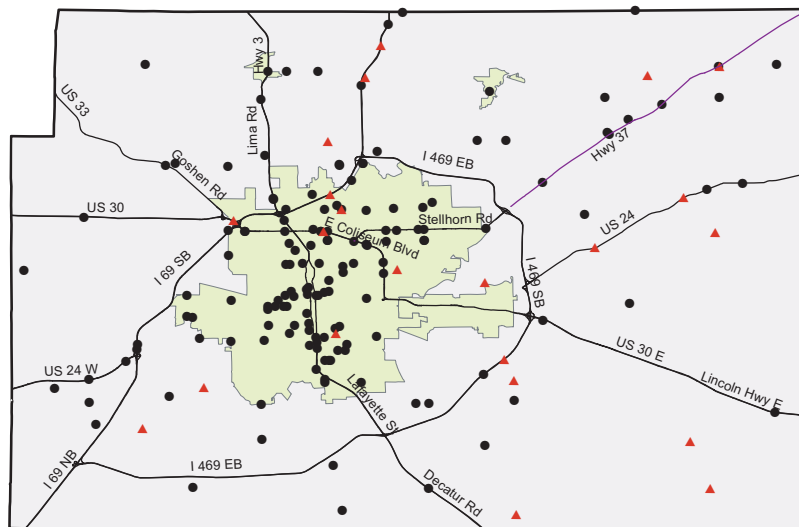 Hwy 3
US 33
Lima Rd
Hwy 37
Goshen Rd
I 469 EB
US 30
Stellhorn Rd
US 24
E Coliseum Blvd
I 69 SB
I 469 SB
US 30 E
US 24 W
Lincoln Hwy E
Lafayette St
I 69 NB
I 469 EB
Decatur Rd